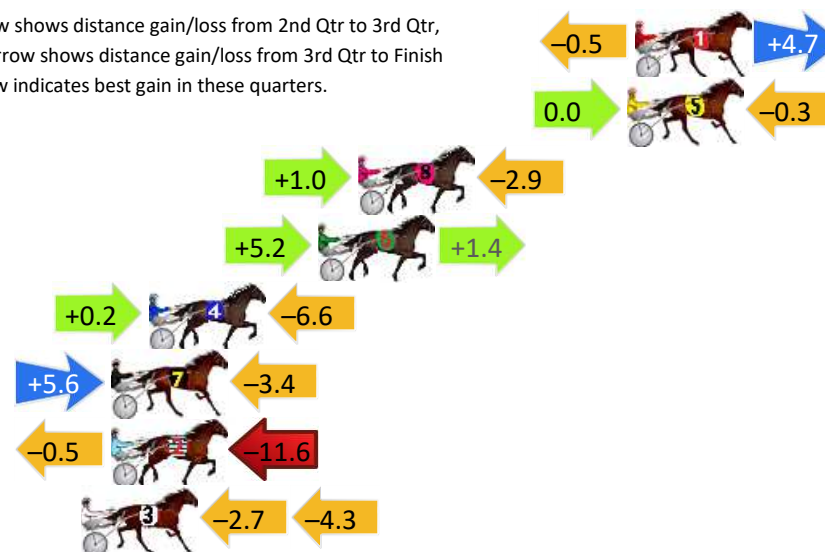 w shows distance gain/loss from 2nd Qtr to 3rd Qtr,
rrow shows distance gain/loss from 3rd Qtr to Finish
w indicates best gain in these quarters.
–0.5 1 +4.7
0.0 5 –0.3
+1.0 8 –2.9
+5.2 +1.4
+0.2 4 –6.6
+5.6 7 –3.4
–0.5 –11.6
3 –2.7 –4.3